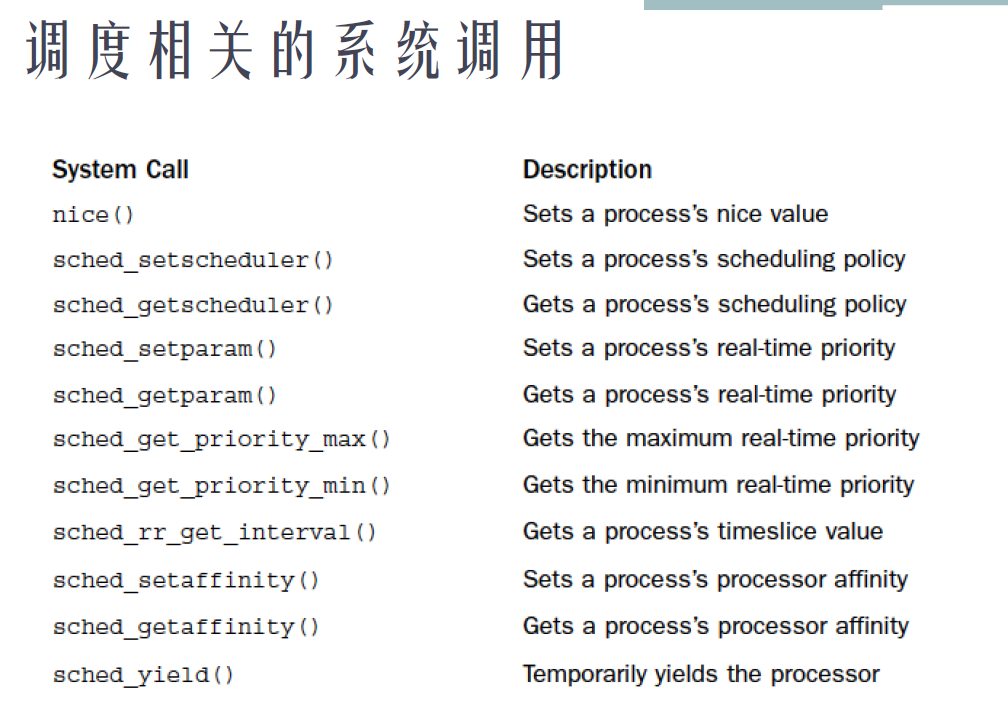 调度相关的系统调用
System Call Description
nice() Sets a process’s nice value
sched_setscheduler() Sets a process’s scheduling policy
sched_getscheduler() Gets a process’s scheduling policy
sched_setparam() Sets a process’s real-time priority
sched_getparam() Gets a process’s real-time priority
sched_get_priority_max() Gets the maximum real-time priority
sched_get_priority_min() Gets the minimum real-time priority
sched_rr_get_interval() Gets a process’s timeslice value
sched_setaffinity() Sets a process’s processor affinity
sched_getaffinity() Gets a process’s processor affinity
sched_yield() Temporarily yields the processor